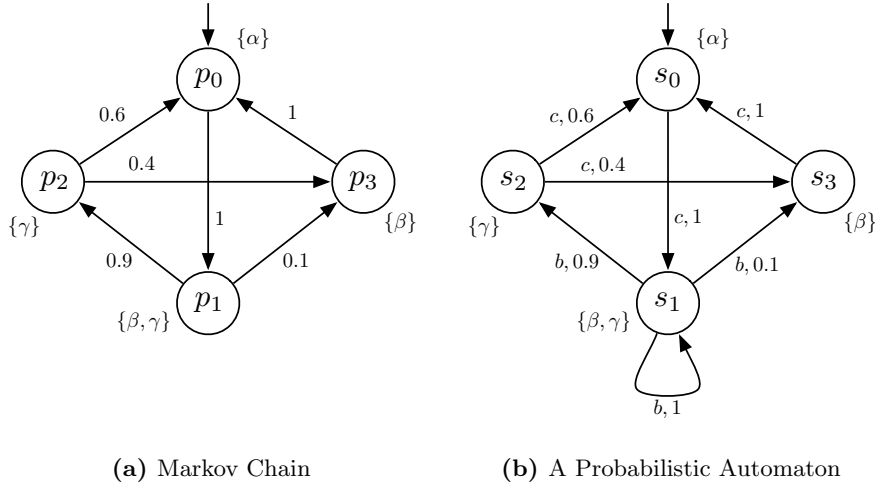 {α} {α}
p₀ s₀
0.6 1 c, 0.6 c, 1
p₂ 0.4 p₃ s₂ c, 0.4 s₃
{γ} 1 {β} {γ} c, 1 {β}
0.9 0.1 b, 0.9 b, 0.1
p₁ s₁
{β, γ} {β, γ}
b, 1
(a) Markov Chain (b) A Probabilistic Automaton